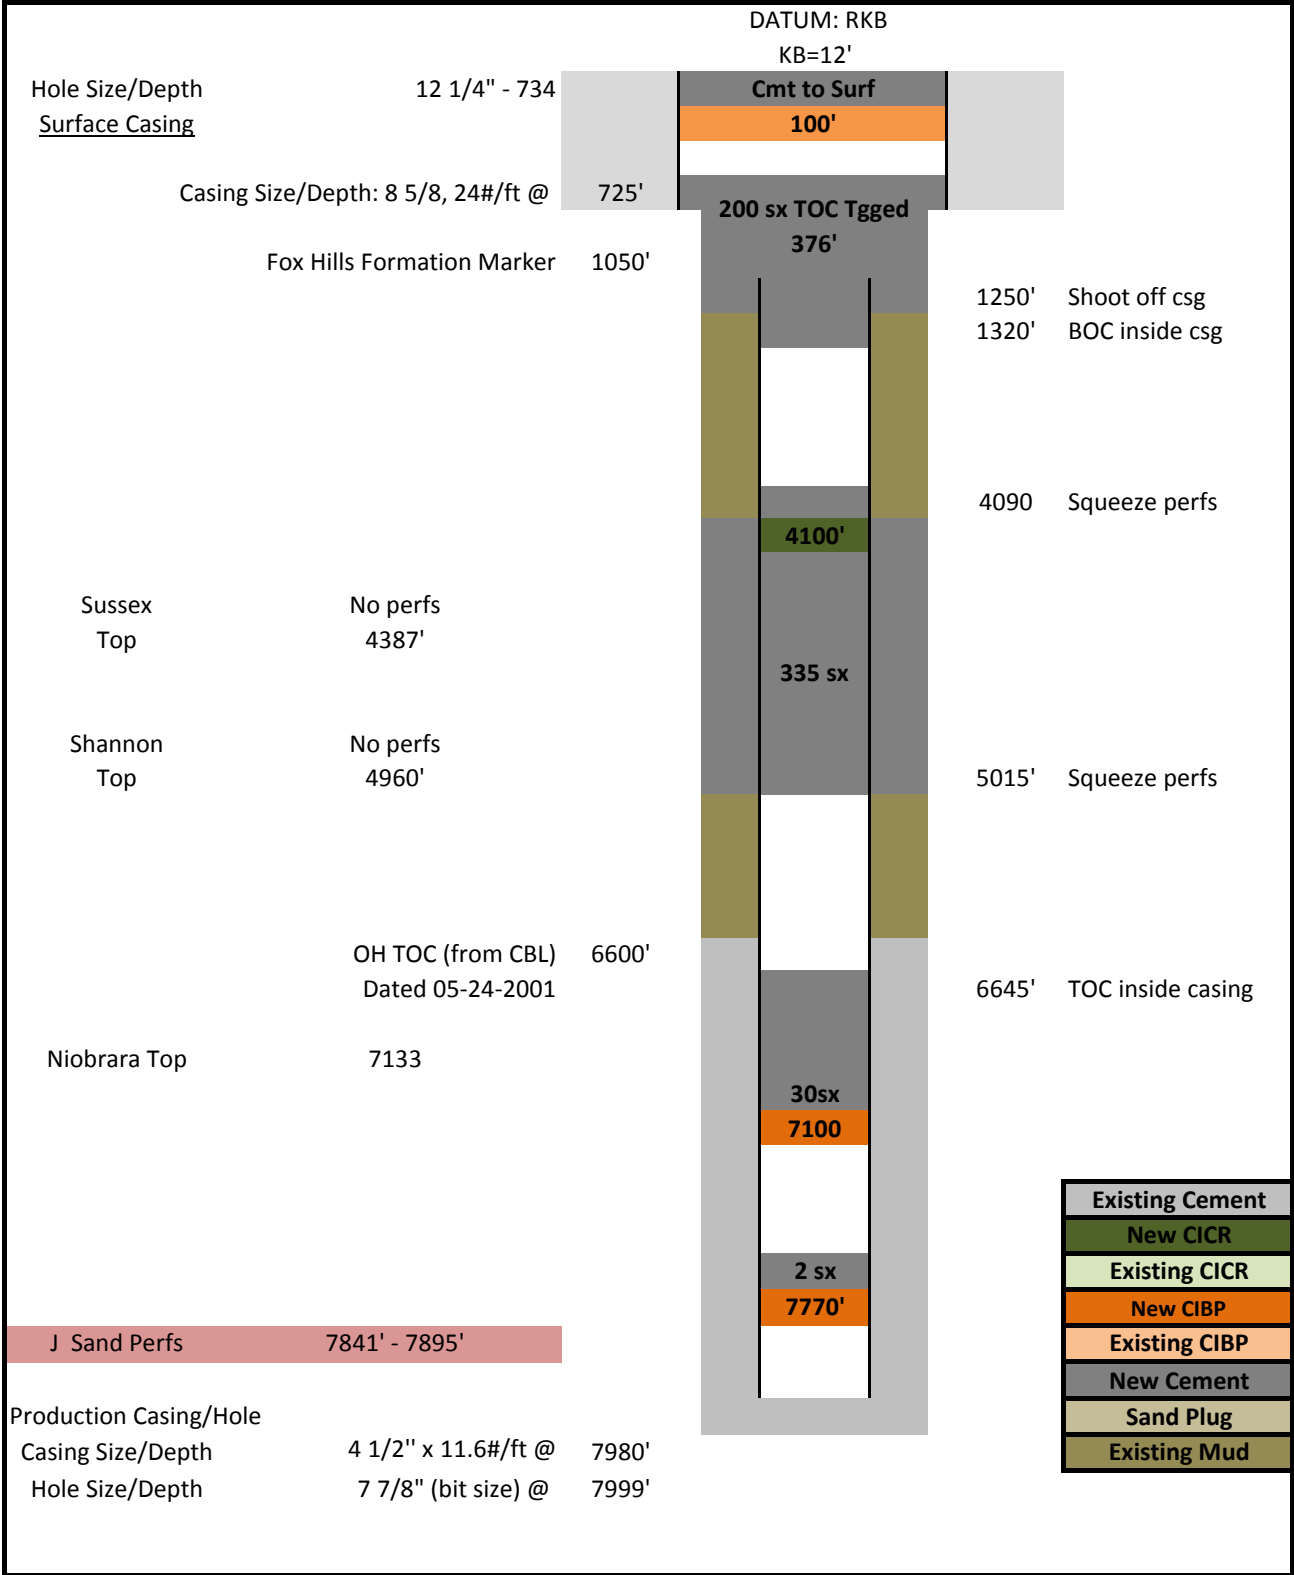 DATUM: RKB
KB=12'
Hole Size/Depth 12 1/4" - 734 Cmt to Surf
Surface Casing 100'
Casing Size/Depth: 8 5/8, 24#/ft @ 725'
200 sx TOC Tgged
376'
Fox Hills Formation Marker 1050'
1250' Shoot off csg
1320' BOC inside csg
4090 Squeeze perfs
4100'
Sussex No perfs
Top 4387'
335 sx
Shannon No perfs
Top 4960' 5015' Squeeze perfs
OH TOC (from CBL) 6600'
Dated 05-24-2001 6645' TOC inside casing
Niobrara Top 7133
30sx
7100
Existing Cement
New CICR
2 sx Existing CICR
7770' New CIBP
J Sand Perfs 7841' - 7895' Existing CIBP
New Cement
Production Casing/Hole Sand Plug
Casing Size/Depth 4 1/2'' x 11.6#/ft @ 7980' Existing Mud
Hole Size/Depth 7 7/8" (bit size) @ 7999'